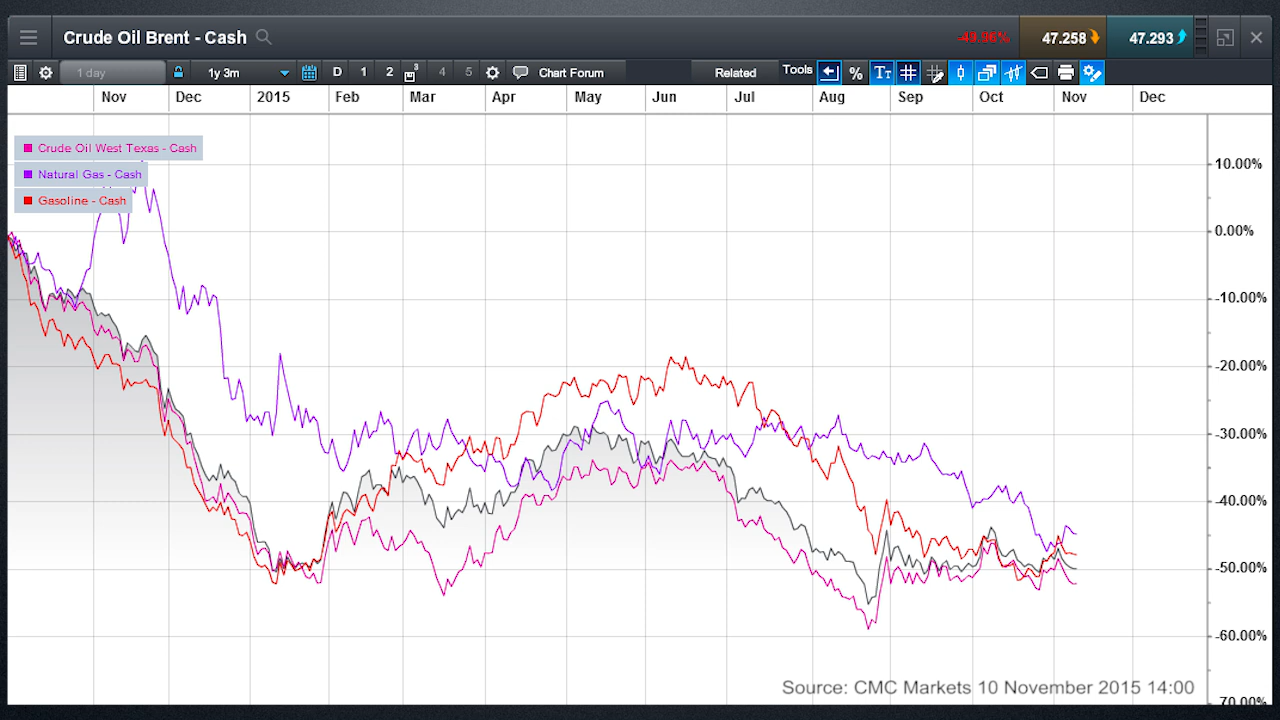 Crude Oil Brent - Cash
47.258
47.293
1 day
1y 3m
D 1 2 3 4 5
Chart Forum
Related
Tools
%
TT
Nov Dec 2015 Feb Mar Apr May Jun Jul Aug Sep Oct Nov Dec
Crude Oil West Texas - Cash
Natural Gas - Cash
Gasoline - Cash
10.00%
0.00%
-10.00%
-20.00%
-30.00%
-40.00%
-50.00%
-60.00%
-70.00%
Source: CMC Markets 10 November 2015 14:00